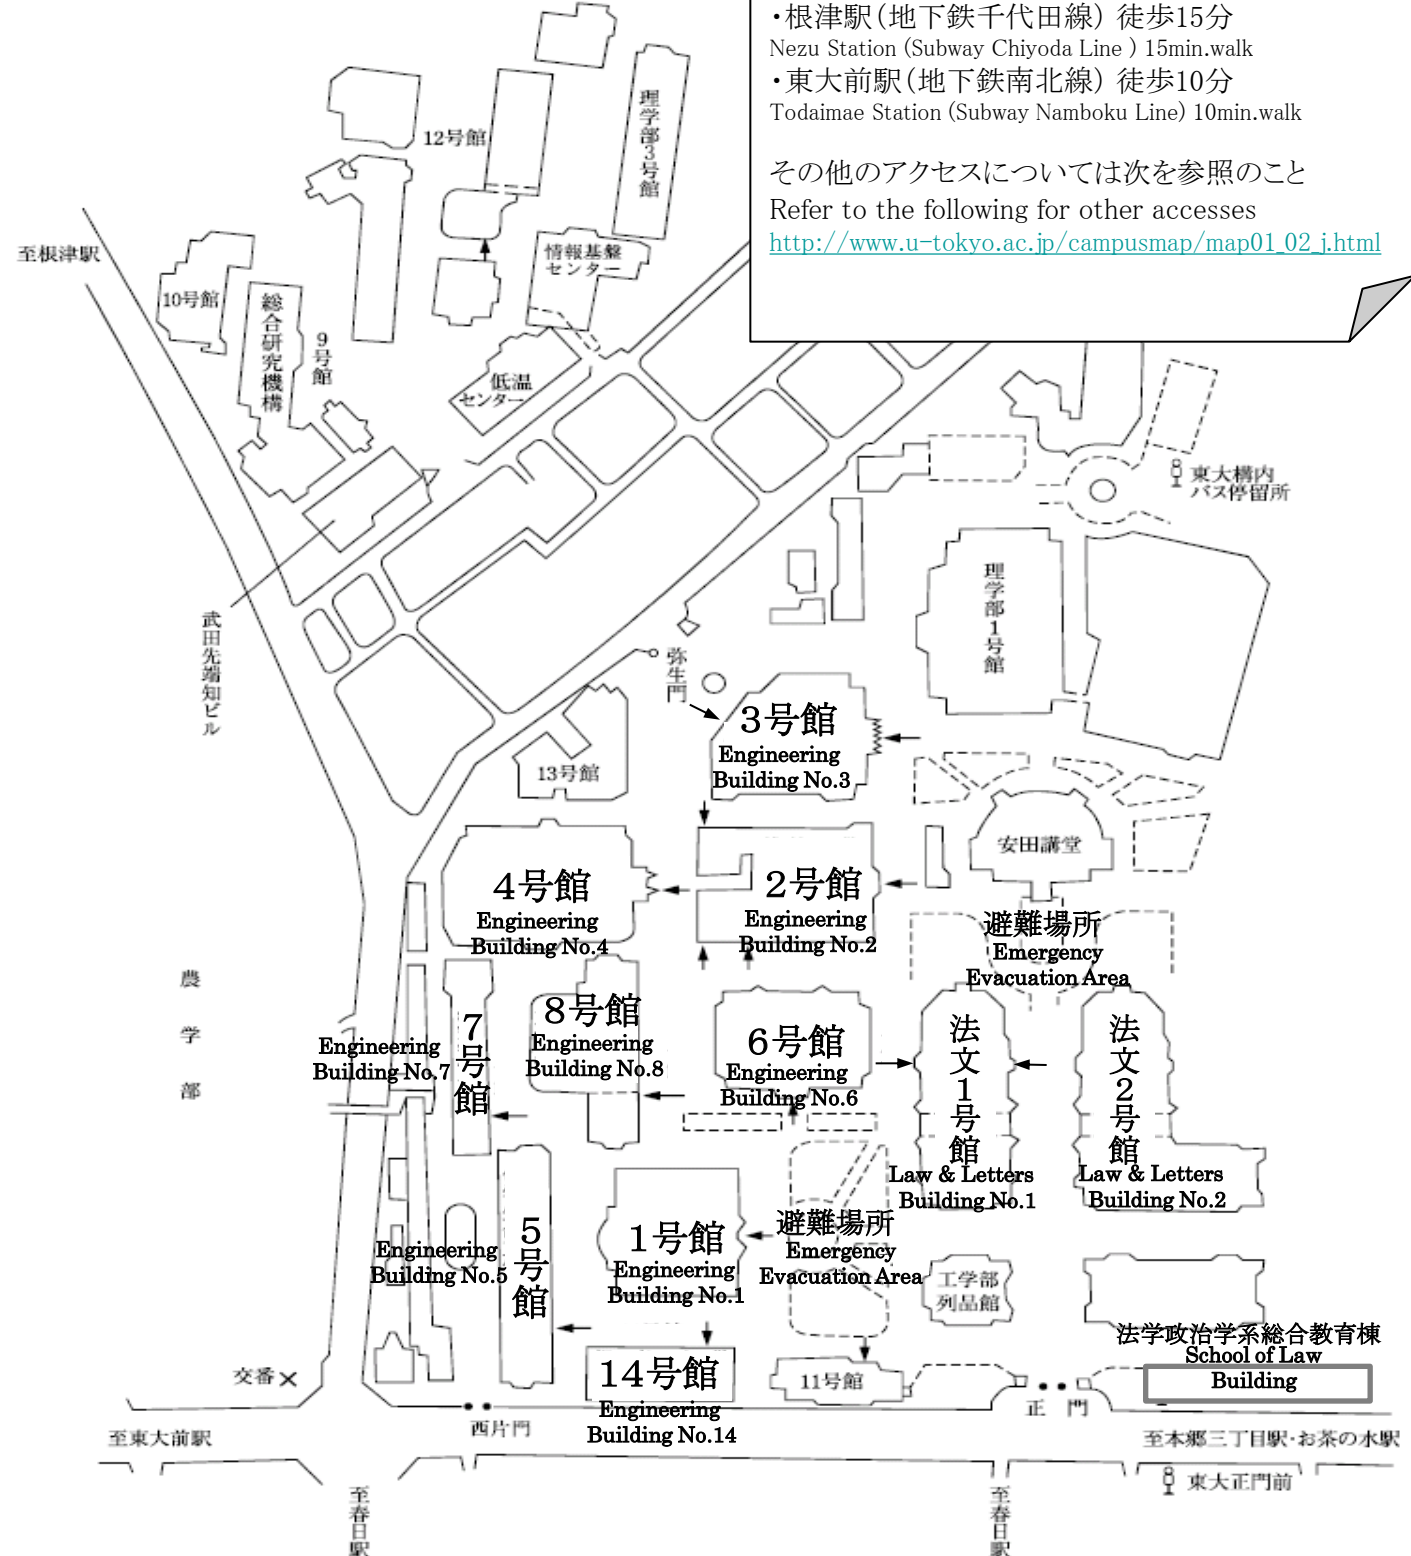 ・根津駅（地下鉄千代田線） 徒歩15分
Nezu Station (Subway Chiyoda Line ) 15min.walk
・東大前駅（地下鉄南北線） 徒歩10分
Todaimae Station (Subway Namboku Line) 10min.walk
その他のアクセスについては次を参照のこと
Refer to the following for other accesses
http://www.u-tokyo.ac.jp/campusmap/map01_02_j.html
理学部3号館
12号館
至根津駅
情報基盤
センター
10号館
総合研究機構
9号館
低温
センター
東大構内
バス停留所
理学部1号館
武田先端知ビル
弥生門
3号館
Engineering
Building No.3
13号館
安田講堂
4号館
Engineering
Building No.4
2号館
Engineering
Building No.2
避難場所
Emergency
Evacuation Area
農学部
7号館
Engineering
Building No.7
8号館
Engineering
Building No.8
6号館
Engineering
Building No.6
法文1号館
Law & Letters
Building No.1
法文2号館
Law & Letters
Building No.2
5号館
Engineering
Building No.5
1号館
Engineering
Building No.1
避難場所
Emergency
Evacuation Area
工学部
列品館
法学政治学系総合教育棟
School of Law
Building
交番
14号館
Engineering
Building No.14
11号館
正門
西片門
至東大前駅
至本郷三丁目駅・お茶の水駅
東大正門前
至春日駅
至春日駅